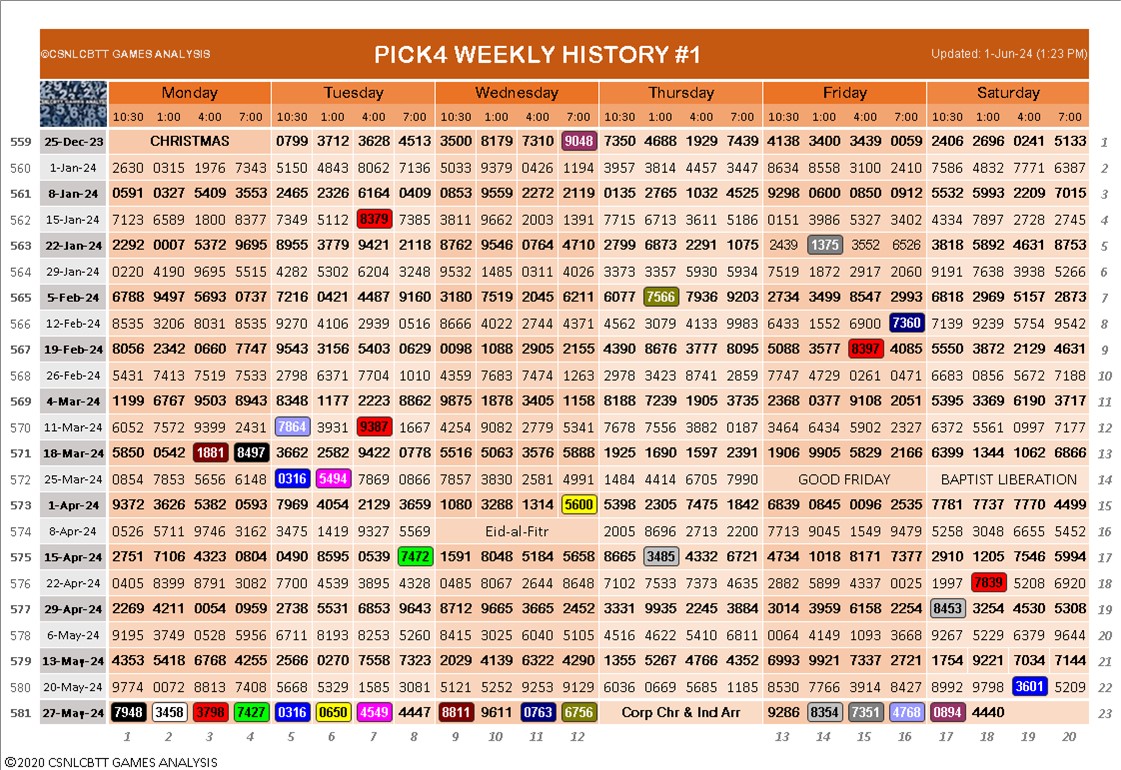 ©CSNLCBTT GAMES ANALYSIS PICK4 WEEKLY HISTORY #1 Updated: 1-Jun-24 (1:23 PM)
Monday Tuesday Wednesday Thursday Friday Saturday
10:30 1:00 4:00 7:00 10:30 1:00 4:00 7:00 10:30 1:00 4:00 7:00 10:30 1:00 4:00 7:00 10:30 1:00 4:00 7:00 10:30 1:00 4:00 7:00
559 25-Dec-23 CHRISTMAS 0799 3712 3628 4513 3500 8179 7310 9048 7350 4688 1929 7439 4138 3400 3439 0059 2406 2696 0241 5133 1
560 1-Jan-24 2630 0315 1976 7343 5150 4843 8062 7136 5033 9379 0426 1194 3957 3814 4457 3447 8634 8558 3100 2410 7586 4832 7771 6387 2
561 8-Jan-24 0591 0327 5409 3553 2465 2326 6164 0409 0853 9559 2272 2119 0135 2765 1032 4525 9298 0600 0850 0912 5532 5993 2209 7015 3
562 15-Jan-24 7123 6589 1800 8377 7349 5112 8379 7385 3811 9662 2003 1391 7715 6713 3611 5186 0151 3986 5327 3402 4334 7897 2728 2745 4
563 22-Jan-24 2292 0007 5372 9695 8955 3779 9421 2118 8762 9546 0764 4710 2799 6873 2291 1075 2439 1375 3552 6526 3818 5892 4631 8753 5
564 29-Jan-24 0220 4190 9695 5515 4282 5302 6204 3248 9532 1485 0311 4026 3373 3357 5930 5934 7519 1872 2917 2060 9191 7638 3938 5266 6
565 5-Feb-24 6788 9497 5693 0737 7216 0421 4487 9160 3180 7519 2045 6211 6077 7566 7936 9203 2734 3499 8547 2993 6818 2969 5157 2873 7
566 12-Feb-24 8535 3206 8031 8535 9270 4106 2939 0516 8666 4022 2744 4371 4562 3079 4133 9983 6433 1552 6900 7360 7139 9239 5754 9542 8
567 19-Feb-24 8056 2342 0660 7747 9543 3156 5403 0629 0098 1088 2905 2155 4390 8676 3777 8095 5088 3577 8397 4085 5550 3872 2129 4631 9
568 26-Feb-24 5431 7413 7519 7533 2798 6371 7704 1010 4359 7683 7474 1263 2978 3423 8741 2859 7747 4729 0261 0471 6683 0856 5672 7188 10
569 4-Mar-24 1199 6767 9503 8943 8348 1177 2223 8862 9875 1878 3405 1158 8188 7239 1905 3735 2368 0377 9108 2051 5395 3369 6190 3717 11
570 11-Mar-24 6052 7572 9399 2431 7864 3931 9387 1667 4254 9082 2779 5341 7678 7556 3882 0187 3464 6434 5902 2327 6372 5561 0997 7177 12
571 18-Mar-24 5850 0542 1881 8497 3662 2582 9422 0778 5516 5063 3576 5888 1925 1690 1597 2391 1906 9905 5829 2166 6399 1344 1062 6866 13
572 25-Mar-24 0854 7853 5656 6148 0316 5494 7869 0866 7857 3830 2581 4991 1484 4414 6705 7990 GOOD FRIDAY BAPTIST LIBERATION 14
573 1-Apr-24 9372 3626 5382 0593 7969 4054 2129 3659 1080 3288 1314 5600 5398 2305 7475 1842 6839 0845 0096 2535 7781 7737 7770 4499 15
574 8-Apr-24 0526 5711 9746 3162 3475 1419 9327 5569 Eid-al-Fitr 2005 8696 2713 2200 7713 9045 1549 9479 5258 3048 6655 5452 16
575 15-Apr-24 2751 7106 4323 0804 0490 8595 0539 7472 1591 8048 5184 5658 8665 3485 4332 6721 4734 1018 8171 7377 2910 1205 7546 5994 17
576 22-Apr-24 0405 8399 8791 3082 7700 4539 3895 4328 0485 8067 2644 8648 7102 7533 7373 4635 2882 5899 4337 0025 1997 7839 5208 6920 18
577 29-Apr-24 2269 4211 0054 0959 2738 5531 6853 9643 8712 9665 3665 2452 3331 9935 2245 3884 3014 3959 6158 2254 8453 3254 4530 5308 19
578 6-May-24 9195 3749 0528 5956 6711 8193 8253 5260 8415 3025 6040 5105 4516 4622 5410 6811 0064 4149 1093 3668 9267 5229 6379 9644 20
579 13-May-24 4353 5418 6768 4255 2566 0270 7558 7323 2029 4139 6322 4290 1355 5267 4766 4352 6993 9921 7337 2721 1754 9221 7034 7144 21
580 20-May-24 9774 0072 8813 7408 5668 5329 1585 3081 5121 5252 9253 9129 6036 0669 5685 1185 8530 7766 3914 8427 8992 9798 3601 5209 22
581 27-May-24 7948 3458 3798 7427 0316 0650 4549 4447 8811 9611 0763 6756 Corp Chr & Ind Arr 9286 8354 7351 4768 0894 4440 23
1 2 3 4 5 6 7 8 9 10 11 12 13 14 15 16 17 18 19 20
©2020 CSNLCBTT GAMES ANALYSIS